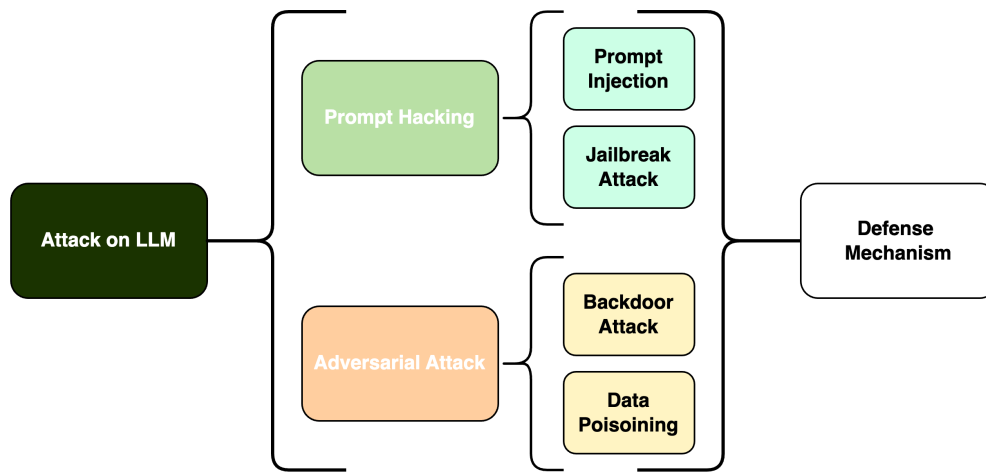 Attack on LLM
Prompt Hacking
Prompt
Injection
Jailbreak
Attack
Adversarial Attack
Backdoor
Attack
Data
Poisoining
Defense
Mechanism